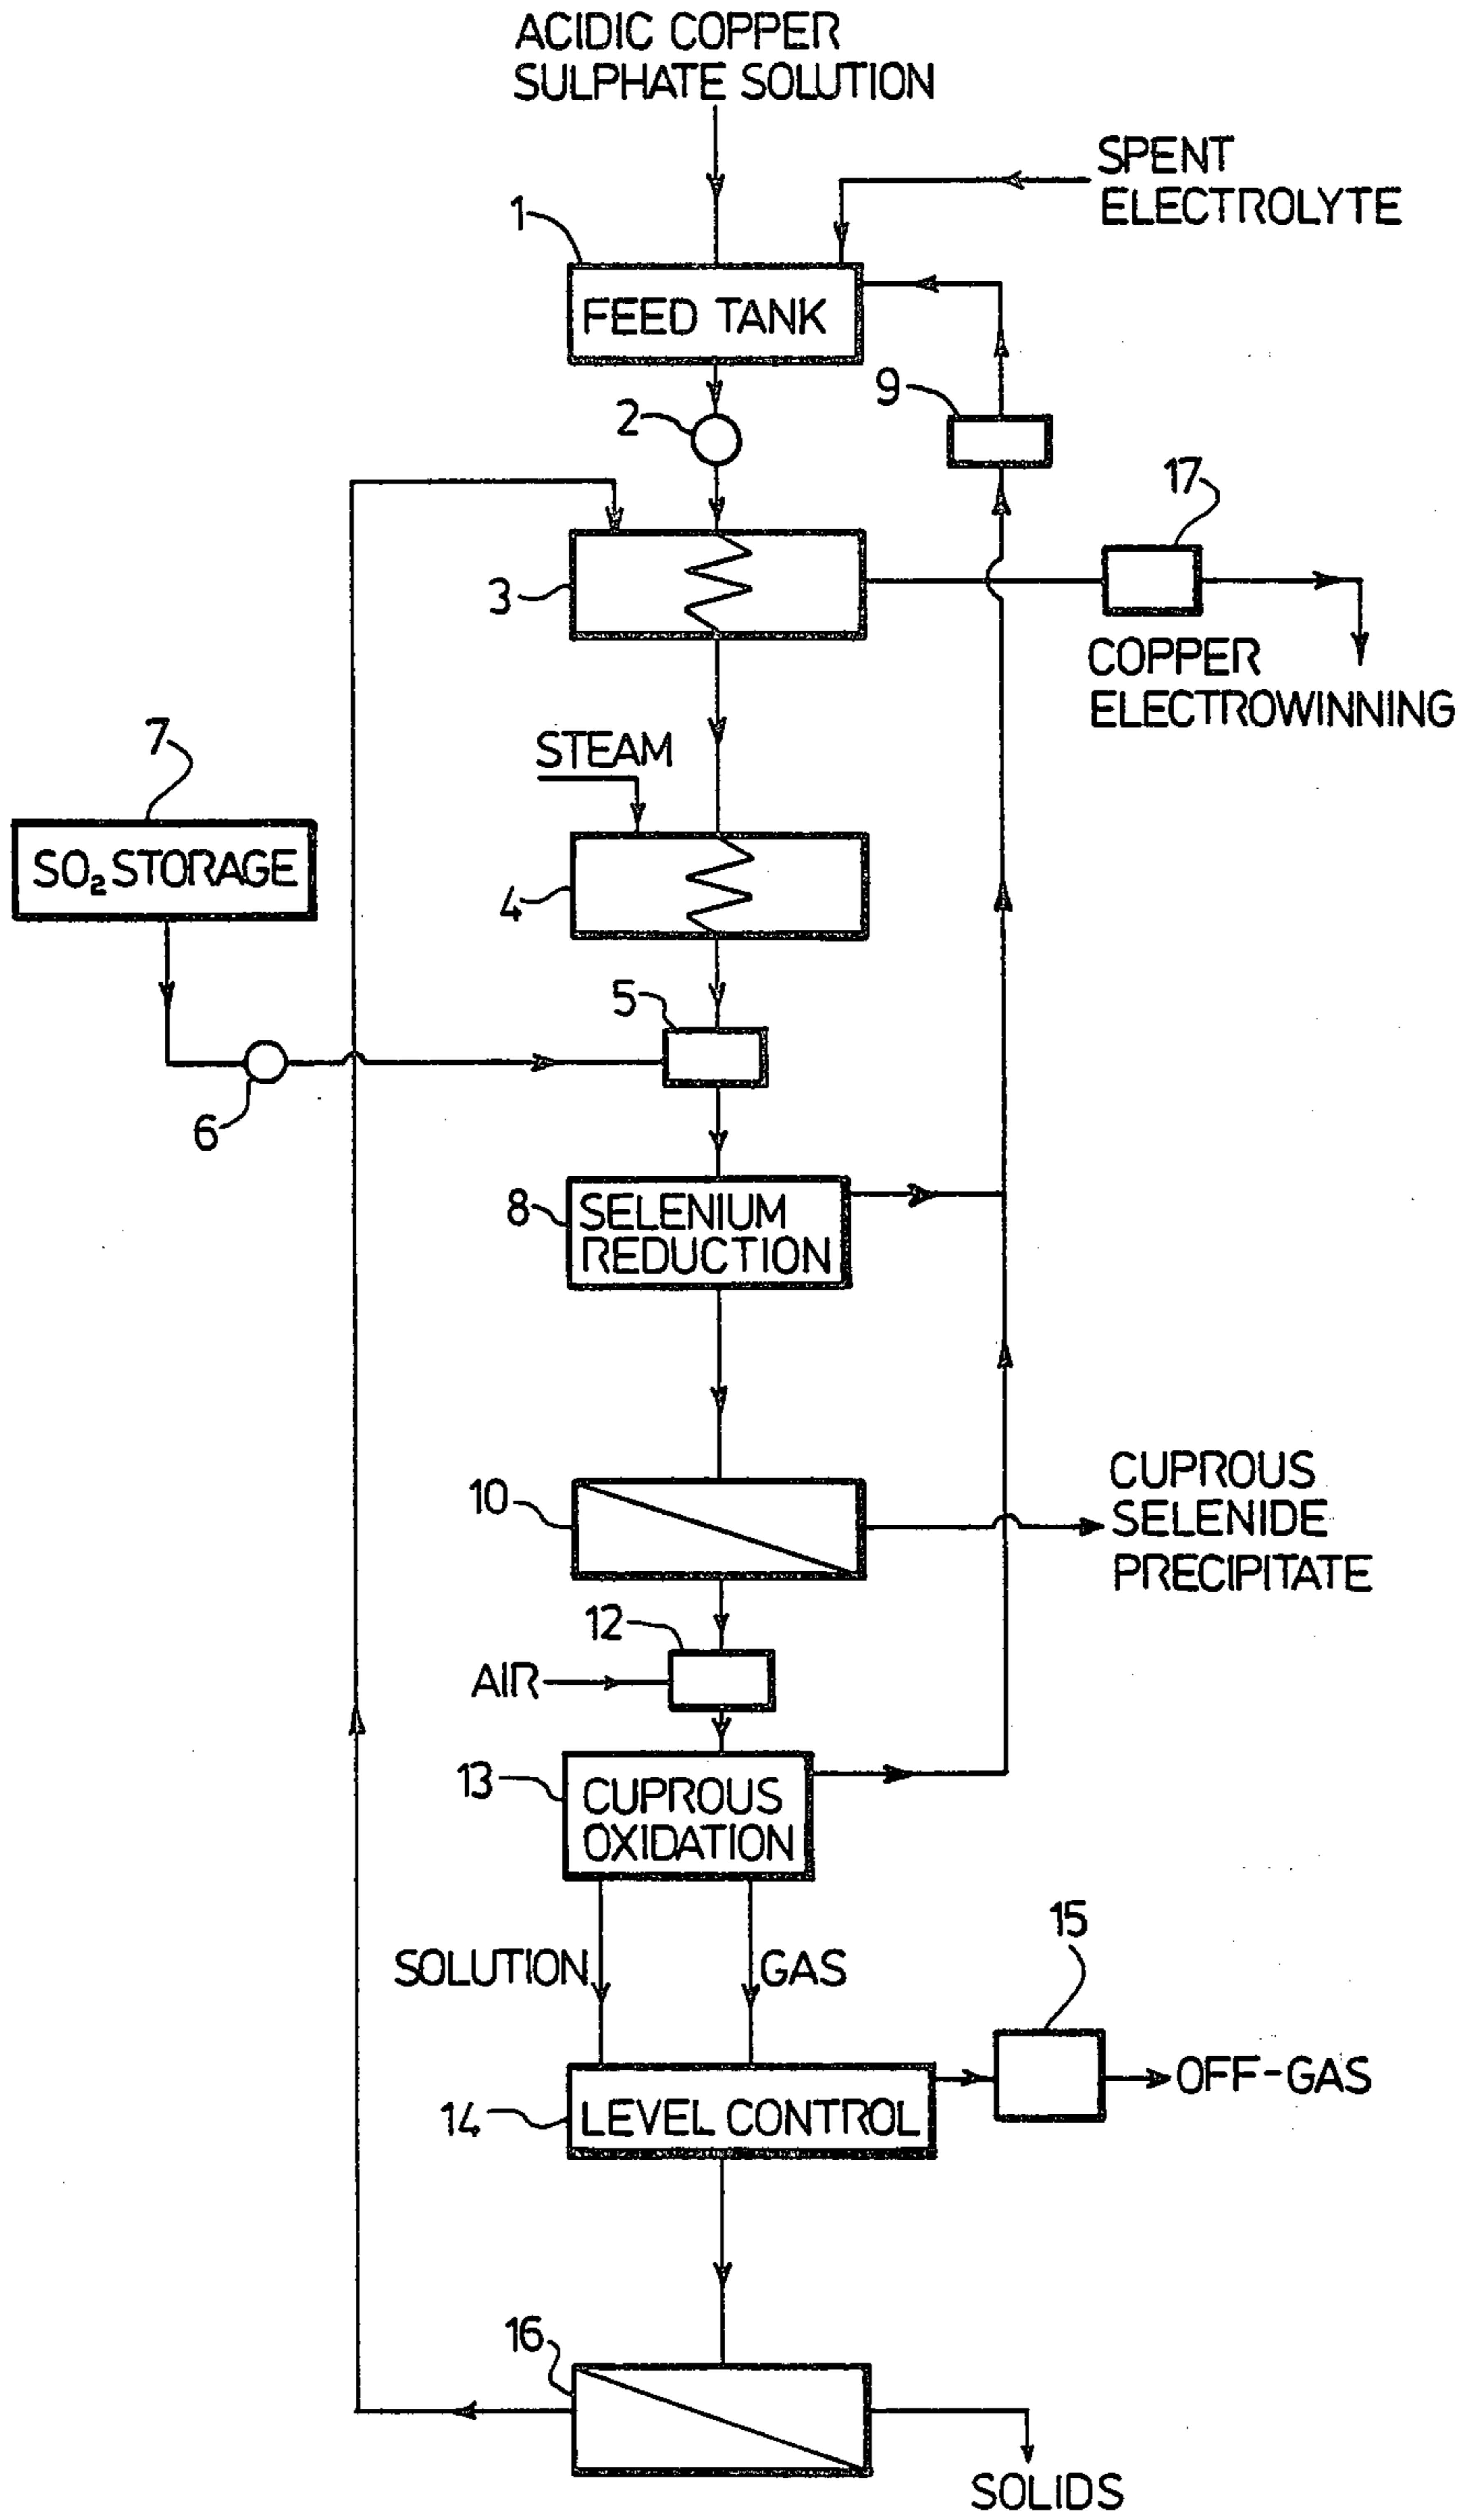 ACIDIC COPPER
SULPHATE SOLUTION
SPENT
ELECTROLYTE
1
FEED TANK
2
9
17
3
COPPER
ELECTROWINNING
7
STEAM
SO₂ STORAGE
4
5
6
8
SELENIUM
REDUCTION
10
CUPROUS
SELENIDE
PRECIPITATE
12
AIR
13
CUPROUS
OXIDATION
15
SOLUTION
GAS
OFF-GAS
14
LEVEL CONTROL
16
SOLIDS